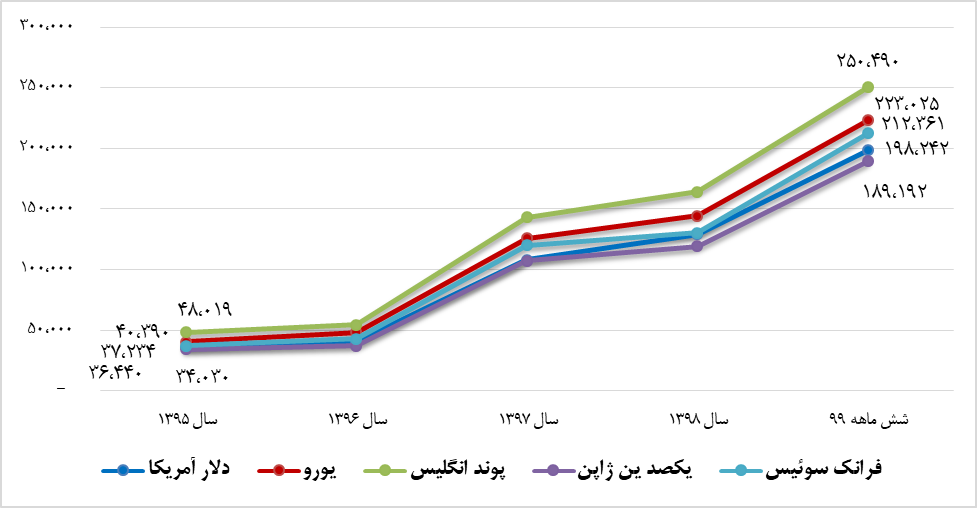 ۳۰۰،۰۰۰
۲۵۰،۰۰۰
۲۰۰،۰۰۰
۱۵۰،۰۰۰
۱۰۰،۰۰۰
۵۰،۰۰۰
–
۲۵۰،۴۹۰
۲۲۳،۰۲۵
۲۱۲،۳۶۱
۱۹۸،۲۴۲
۱۸۹،۱۹۲
۴۸،۰۱۹
۴۰،۳۹۰
۳۷،۲۳۴
۳۶،۴۴۰
۳۴،۰۳۰
سال ۱۳۹۵
سال ۱۳۹۶
سال ۱۳۹۷
سال ۱۳۹۸
شش ماهه ۹۹
دلار آمریکا
یورو
پوند انگلیس
یکصد ین ژاپن
فرانک سوئیس